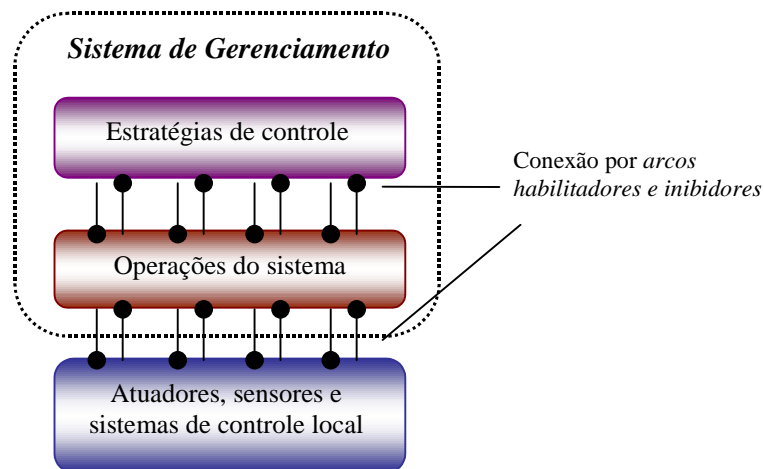 Sistema de Gerenciamento
Estratégias de controle
Conexão por arcos
habilitadores e inibidores
Operações do sistema
Atuadores, sensores e
sistemas de controle local